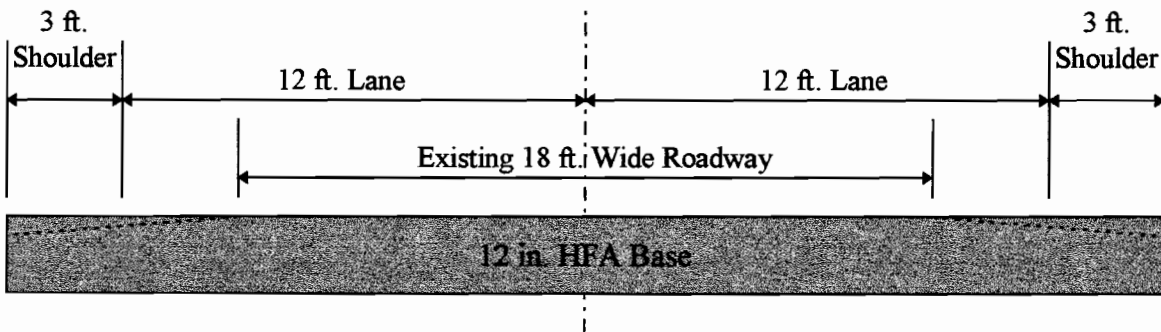 3 ft.
Shoulder
3 ft.
Shoulder
12 ft. Lane
12 ft. Lane
Existing 18 ft. Wide Roadway
12 in. HFA Base